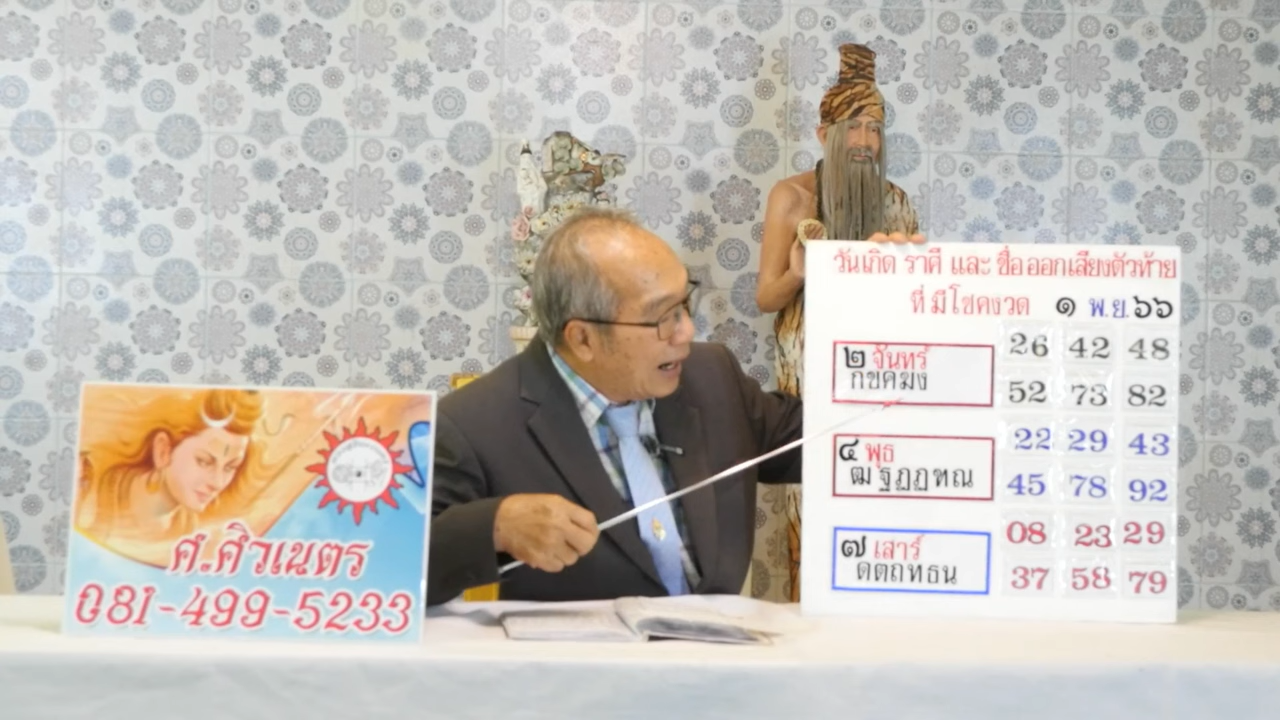 ศ.ศิวเนตร
081-499-5233
วันเกิด ราศี และ ชื่อออกเสียงตัวท้าย
ที่ มีโชคงวด ๑ พ.ย.๖๖
๒ จันทร์
กขคฆง
26 42 48
52 73 82
๔ พุธ
ฒ ฐฎฏฑณ
22 29 43
45 78 92
๗ เสาร์
ดตถทธน
08 23 29
37 58 79